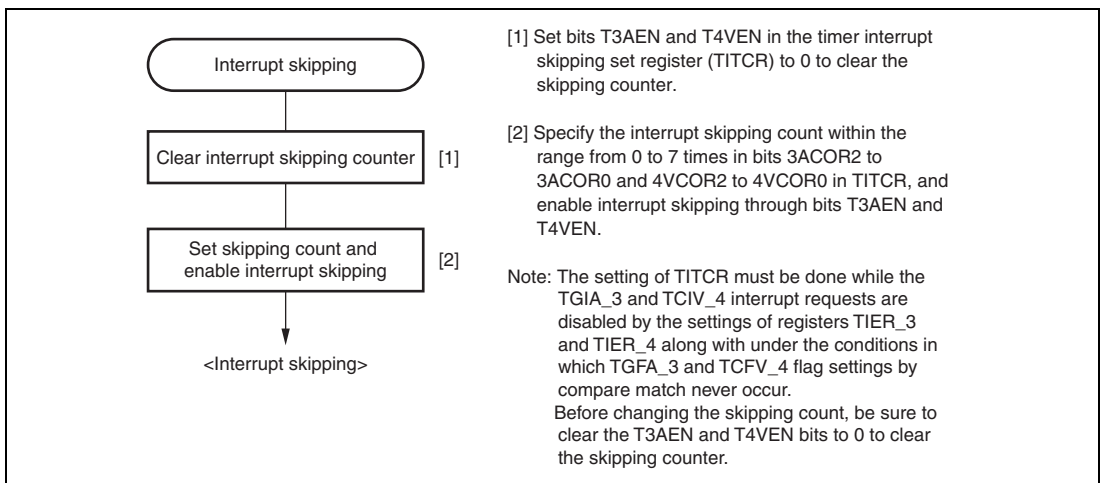 Interrupt skipping
Clear interrupt skipping counter
[1]
Set skipping count and
enable interrupt skipping
[2]
<Interrupt skipping>
[1] Set bits T3AEN and T4VEN in the timer interrupt
skipping set register (TITCR) to 0 to clear the
skipping counter.
[2] Specify the interrupt skipping count within the
range from 0 to 7 times in bits 3ACOR2 to
3ACOR0 and 4VCOR2 to 4VCOR0 in TITCR, and
enable interrupt skipping through bits T3AEN and
T4VEN.
Note: The setting of TITCR must be done while the
TGIA_3 and TCIV_4 interrupt requests are
disabled by the settings of registers TIER_3
and TIER_4 along with under the conditions in
which TGFA_3 and TCFV_4 flag settings by
compare match never occur.
Before changing the skipping count, be sure to
clear the T3AEN and T4VEN bits to 0 to clear
the skipping counter.